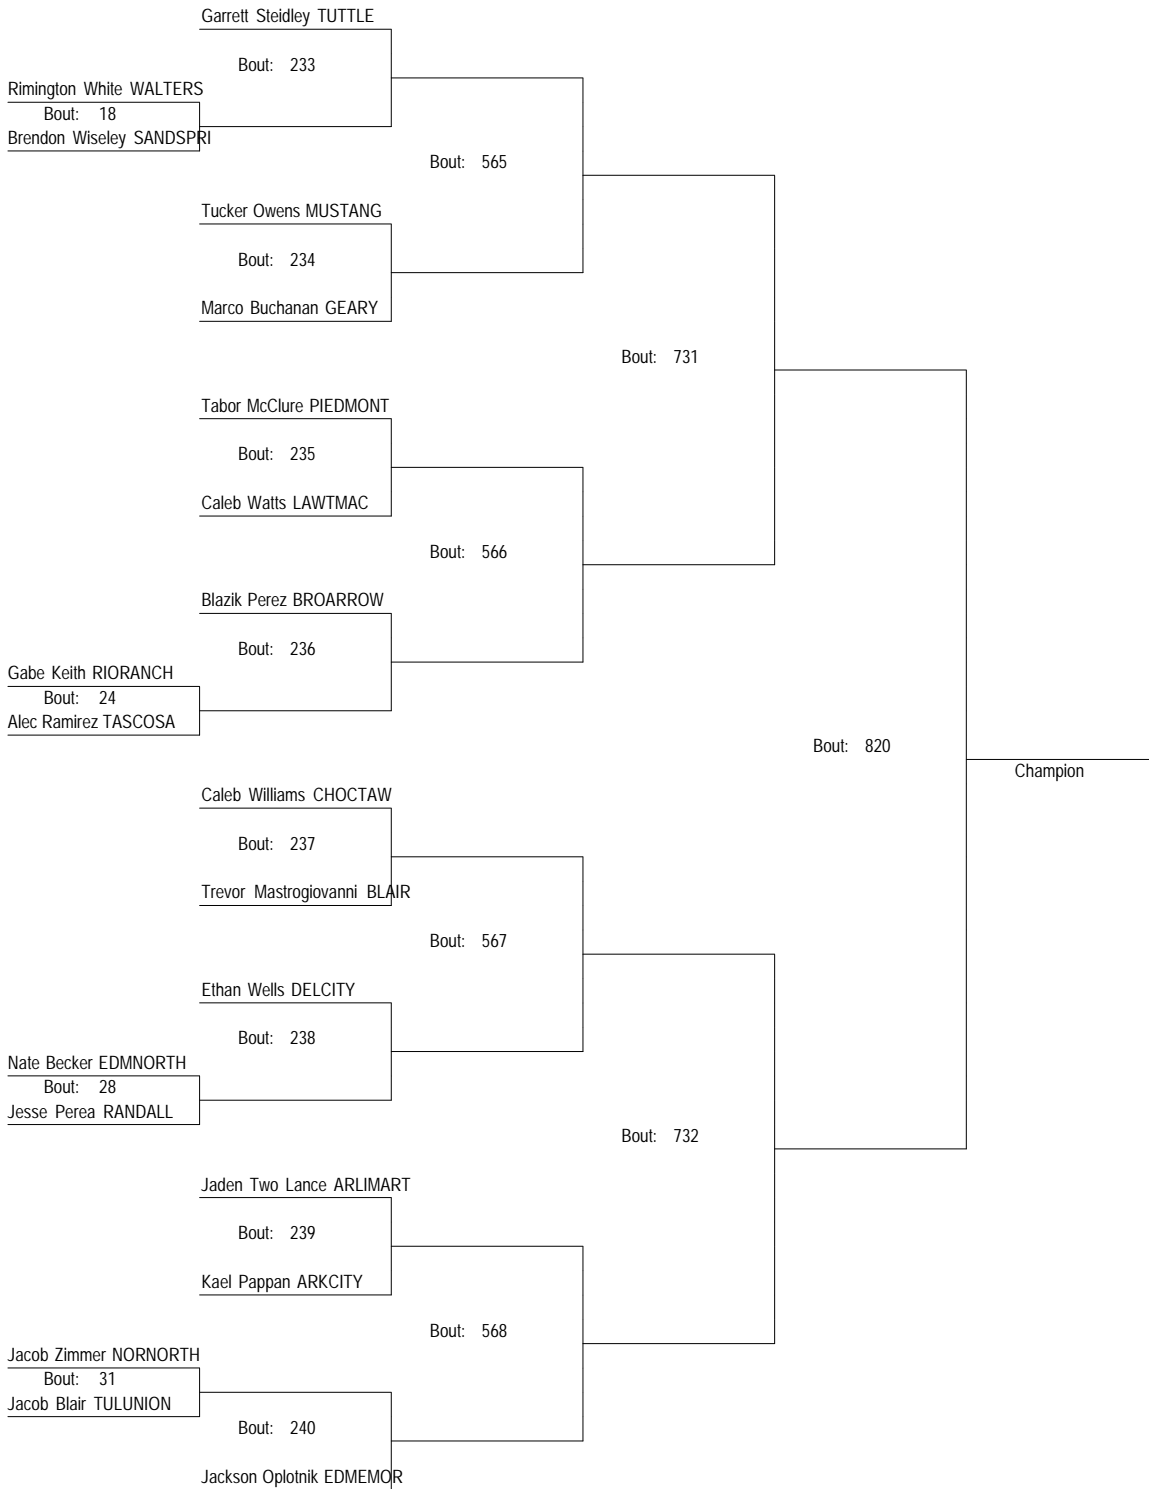 Garrett Steidley TUTTLE
Bout: 233
Rimington White WALTERS
Bout: 18
Brendon Wiseley SANDSPRI
Bout: 565
Tucker Owens MUSTANG
Bout: 234
Marco Buchanan GEARY
Bout: 731
Tabor McClure PIEDMONT
Bout: 235
Caleb Watts LAWTMAC
Bout: 566
Blazik Perez BROARROW
Bout: 236
Gabe Keith RIORANCH
Bout: 24
Alec Ramirez TASCOSA
Bout: 820
Champion
Caleb Williams CHOCTAW
Bout: 237
Trevor Mastrogiovanni BLAIR
Bout: 567
Ethan Wells DELCITY
Bout: 238
Nate Becker EDMNORTH
Bout: 28
Jesse Perea RANDALL
Bout: 732
Jaden Two Lance ARLIMART
Bout: 239
Kael Pappan ARKCITY
Bout: 568
Jacob Zimmer NORNORTH
Bout: 31
Jacob Blair TULUNION
Bout: 240
Jackson Oplotnik EDMEMOR